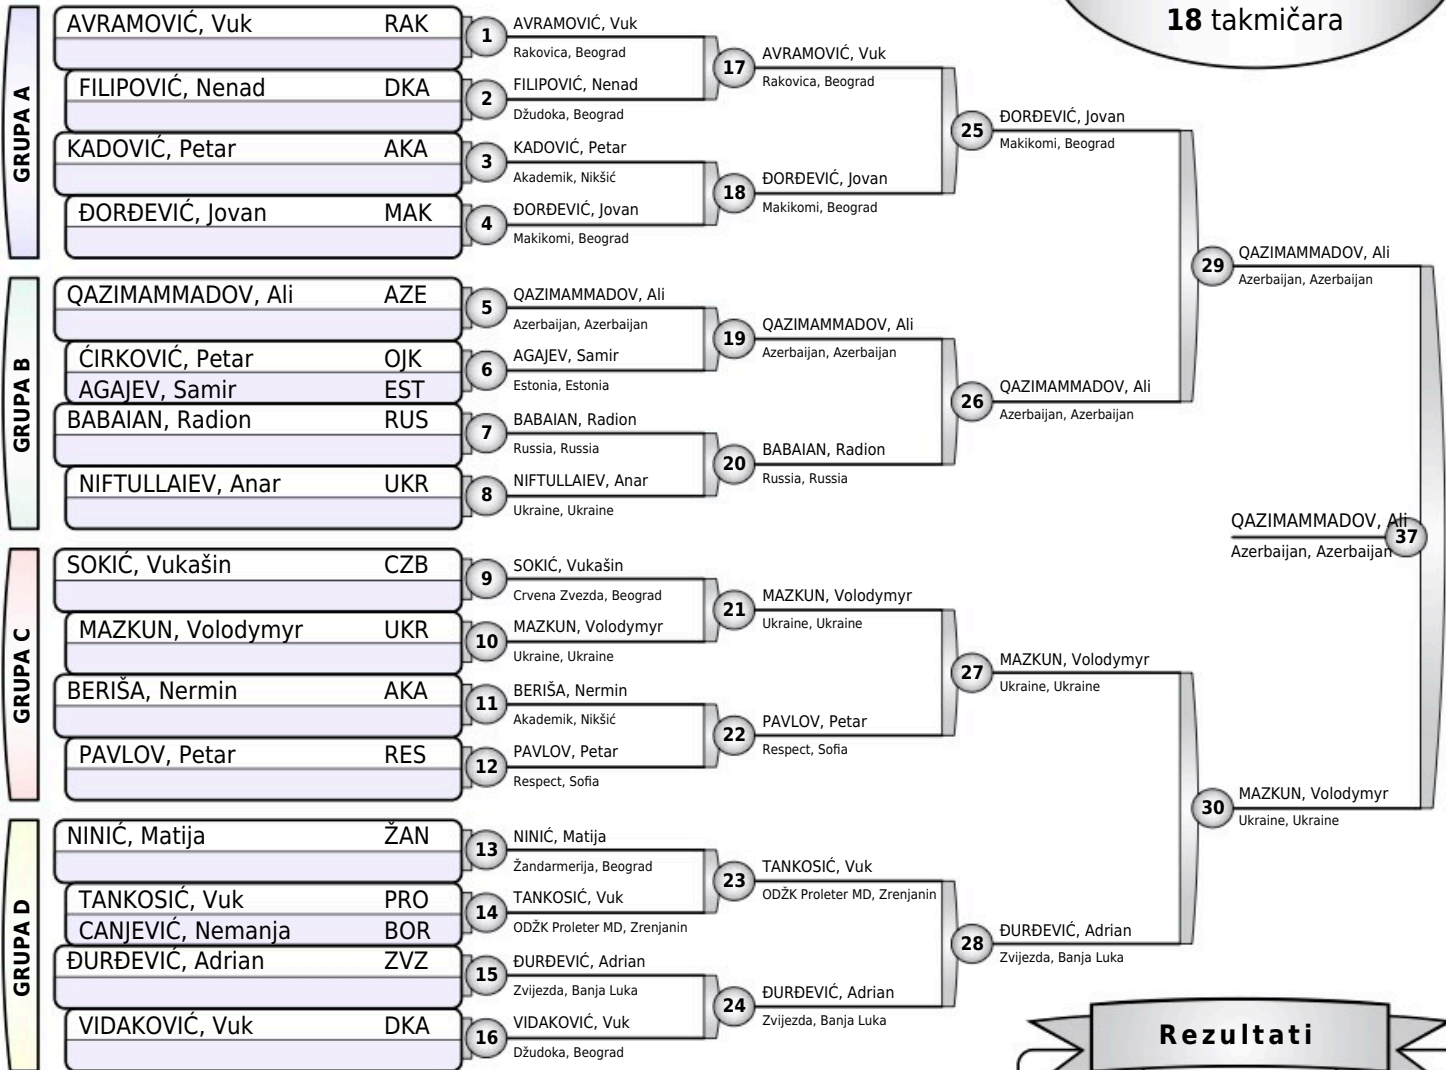 18 takmičara
GRUPA A
AVRAMOVIĆ, Vuk RAK
FILIPOVIĆ, Nenad DKA
KADOVIĆ, Petar AKA
ĐORĐEVIĆ, Jovan MAK
GRUPA B
QAZIMAMMADOV, Ali AZE
ĆIRKOVIĆ, Petar OJK
AGAJEV, Samir EST
BABAIAN, Radion RUS
NIFTULLAIEV, Anar UKR
GRUPA C
SOKIĆ, Vukašin CZB
MAZKUN, Volodymyr UKR
BERIŠA, Nermin AKA
PAVLOV, Petar RES
GRUPA D
NINIĆ, Matija ŽAN
TANKOSIĆ, Vuk PRO
CANJEVIĆ, Nemanja BOR
ĐURĐEVIĆ, Adrian ZVZ
VIDAKOVIĆ, Vuk DKA
1 AVRAMOVIĆ, Vuk
Rakovica, Beograd
2 FILIPOVIĆ, Nenad
Džudoka, Beograd
3 KADOVIĆ, Petar
Akademik, Nikšić
4 ĐORĐEVIĆ, Jovan
Makikomi, Beograd
5 QAZIMAMMADOV, Ali
Azerbaijan, Azerbaijan
6 AGAJEV, Samir
Estonia, Estonia
7 BABAIAN, Radion
Russia, Russia
8 NIFTULLAIEV, Anar
Ukraine, Ukraine
9 SOKIĆ, Vukašin
Crvena Zvezda, Beograd
10 MAZKUN, Volodymyr
Ukraine, Ukraine
11 BERIŠA, Nermin
Akademik, Nikšić
12 PAVLOV, Petar
Respect, Sofia
13 NINIĆ, Matija
Žandarmerija, Beograd
14 TANKOSIĆ, Vuk
ODŽK Proleter MD, Zrenjanin
15 ĐURĐEVIĆ, Adrian
Zvijezda, Banja Luka
16 VIDAKOVIĆ, Vuk
Džudoka, Beograd
17 AVRAMOVIĆ, Vuk
Rakovica, Beograd
18 ĐORĐEVIĆ, Jovan
Makikomi, Beograd
19 QAZIMAMMADOV, Ali
Azerbaijan, Azerbaijan
20 BABAIAN, Radion
Russia, Russia
21 MAZKUN, Volodymyr
Ukraine, Ukraine
22 PAVLOV, Petar
Respect, Sofia
23 TANKOSIĆ, Vuk
ODŽK Proleter MD, Zrenjanin
24 ĐURĐEVIĆ, Adrian
Zvijezda, Banja Luka
25 ĐORĐEVIĆ, Jovan
Makikomi, Beograd
26 QAZIMAMMADOV, Ali
Azerbaijan, Azerbaijan
27 MAZKUN, Volodymyr
Ukraine, Ukraine
28 ĐURĐEVIĆ, Adrian
Zvijezda, Banja Luka
29 QAZIMAMMADOV, Ali
Azerbaijan, Azerbaijan
30 MAZKUN, Volodymyr
Ukraine, Ukraine
QAZIMAMMADOV, Ali
37
Azerbaijan, Azerbaijan
Rezultati